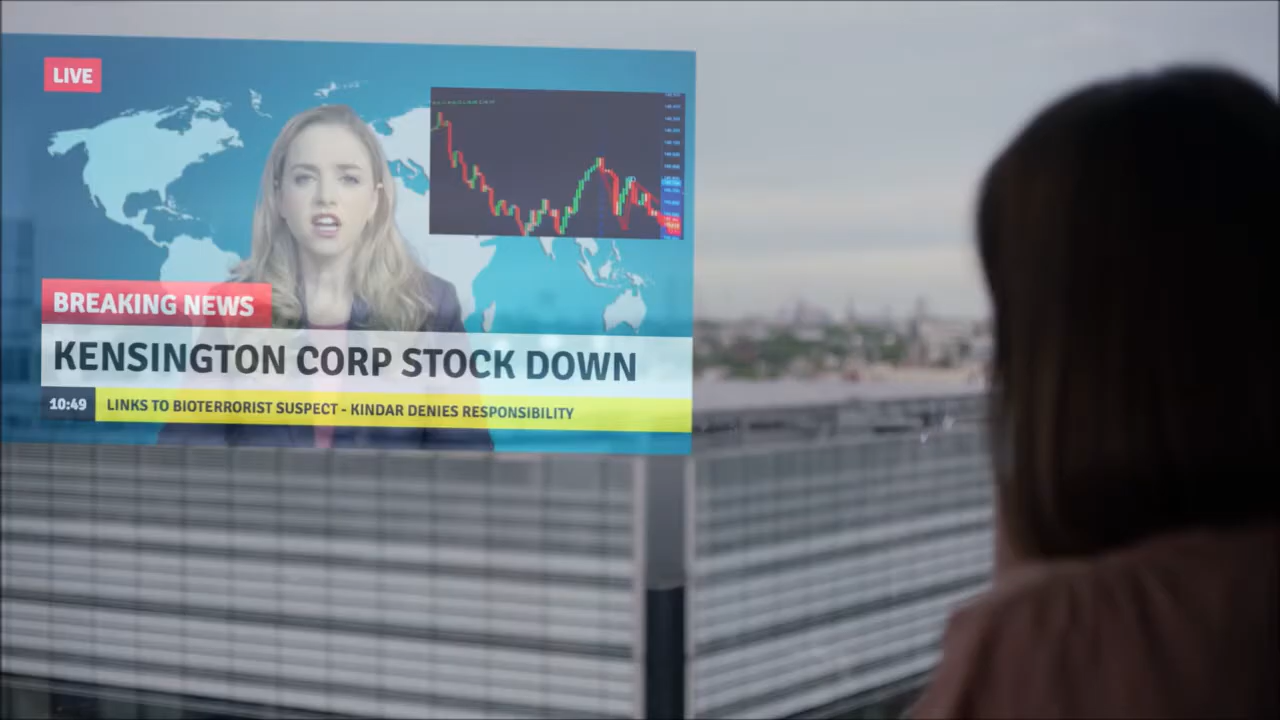 LIVE
BREAKING NEWS
KENSINGTON CORP STOCK DOWN
10:49 LINKS TO BIOTERRORIST SUSPECT - KINDAR DENIES RESPONSIBILITY